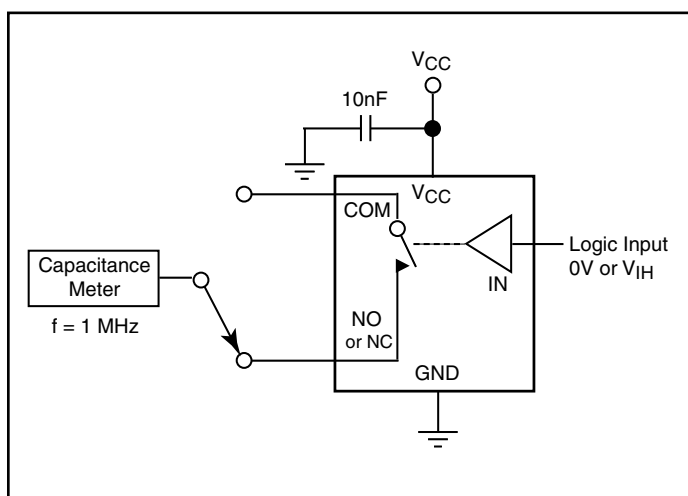 VCC
10nF
VCC
COM
Capacitance
Meter
f = 1 MHz
IN
Logic Input
0V or VIH
NO
or NC
GND